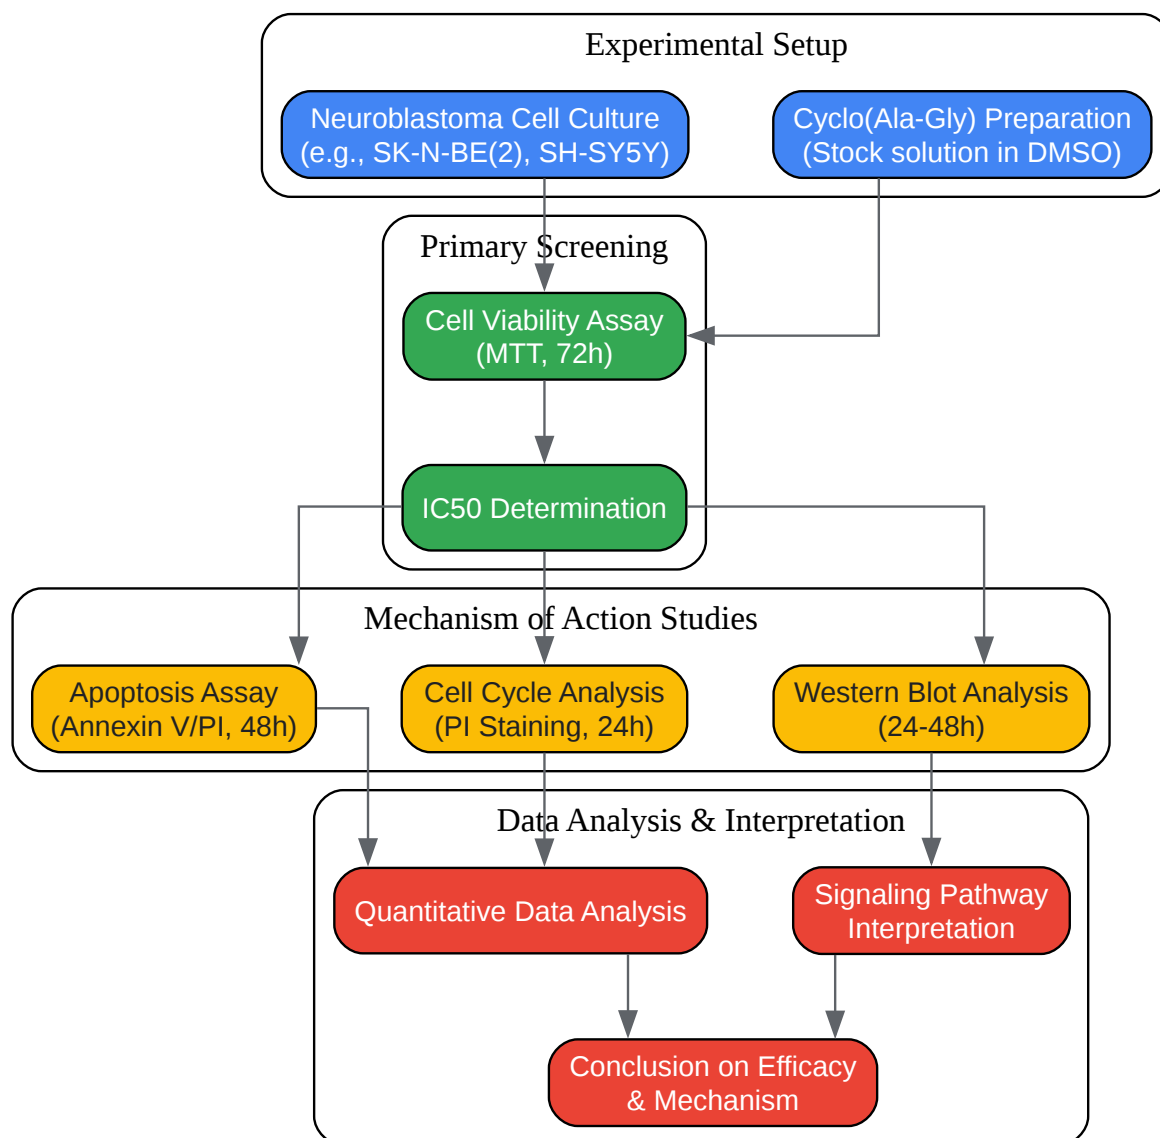 Experimental Setup
Neuroblastoma Cell Culture
(e.g., SK-N-BE(2), SH-SY5Y)
Cyclo(Ala-Gly) Preparation
(Stock solution in DMSO)
Primary Screening
Cell Viability Assay
(MTT, 72h)
IC50 Determination
Mechanism of Action Studies
Apoptosis Assay
(Annexin V/PI, 48h)
Cell Cycle Analysis
(PI Staining, 24h)
Western Blot Analysis
(24-48h)
Data Analysis & Interpretation
Quantitative Data Analysis
Signaling Pathway
Interpretation
Conclusion on Efficacy
& Mechanism